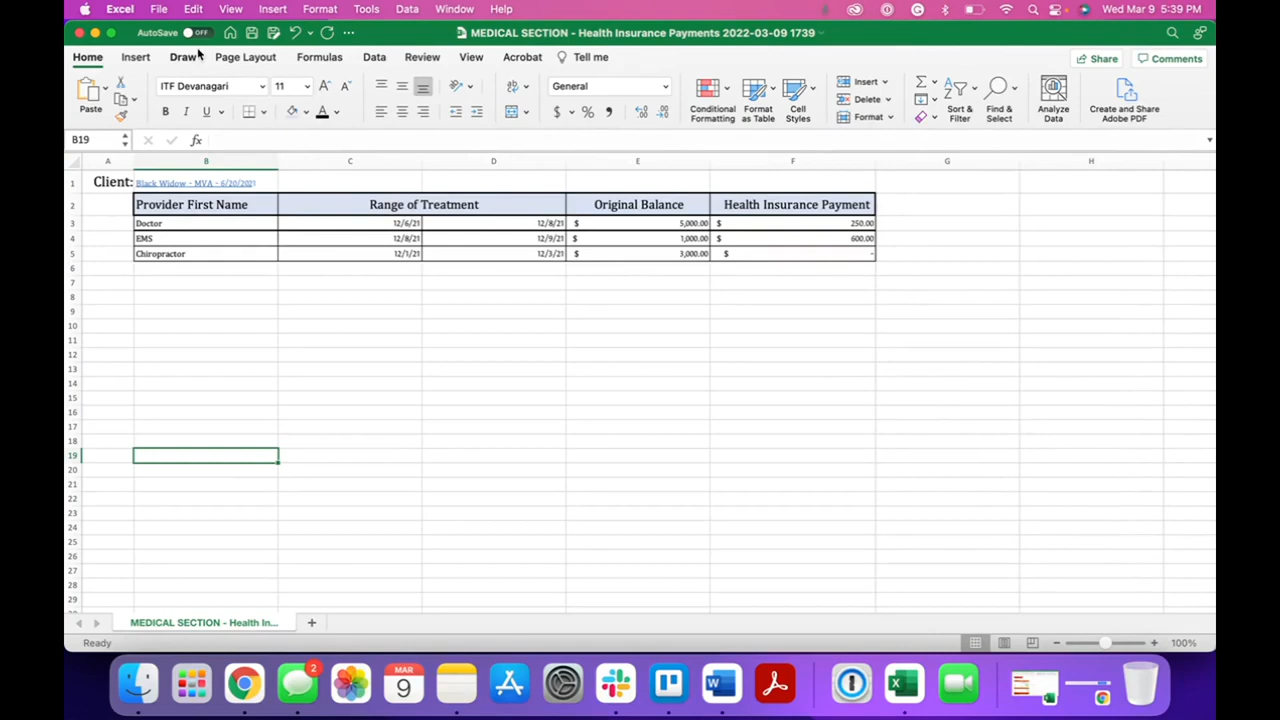 Excel File Edit View Insert Format Tools Data Window Help Wed Mar 9 5:39 PM
AutoSave OFF MEDICAL SECTION - Health Insurance Payments 2022-03-09 1739
Home Insert Draw Page Layout Formulas Data Review View Acrobat Tell me Share Comments
Paste ITF Devanagari 11 General Conditional Formatting Format as Table Cell Styles Insert Delete Format Sort & Filter Find & Select Analyze Data Create and Share Adobe PDF
B19 fx
A B C D E F G H
1 Client: Black Widow - MVA - 6/20/2021
2 Provider First Name Range of Treatment Original Balance Health Insurance Payment
3 Doctor 12/6/21 12/8/21 $ 5,000.00 $ 250.00
4 EMS 12/8/21 12/9/21 $ 1,000.00 $ 600.00
5 Chiropractor 12/1/21 12/3/21 $ 3,000.00 $ -
6
7
8
9
10
11
12
13
14
15
16
17
18
19
20
21
22
23
24
25
26
27
28
29
MEDICAL SECTION - Health In...
Ready 100%
2 MAR 9